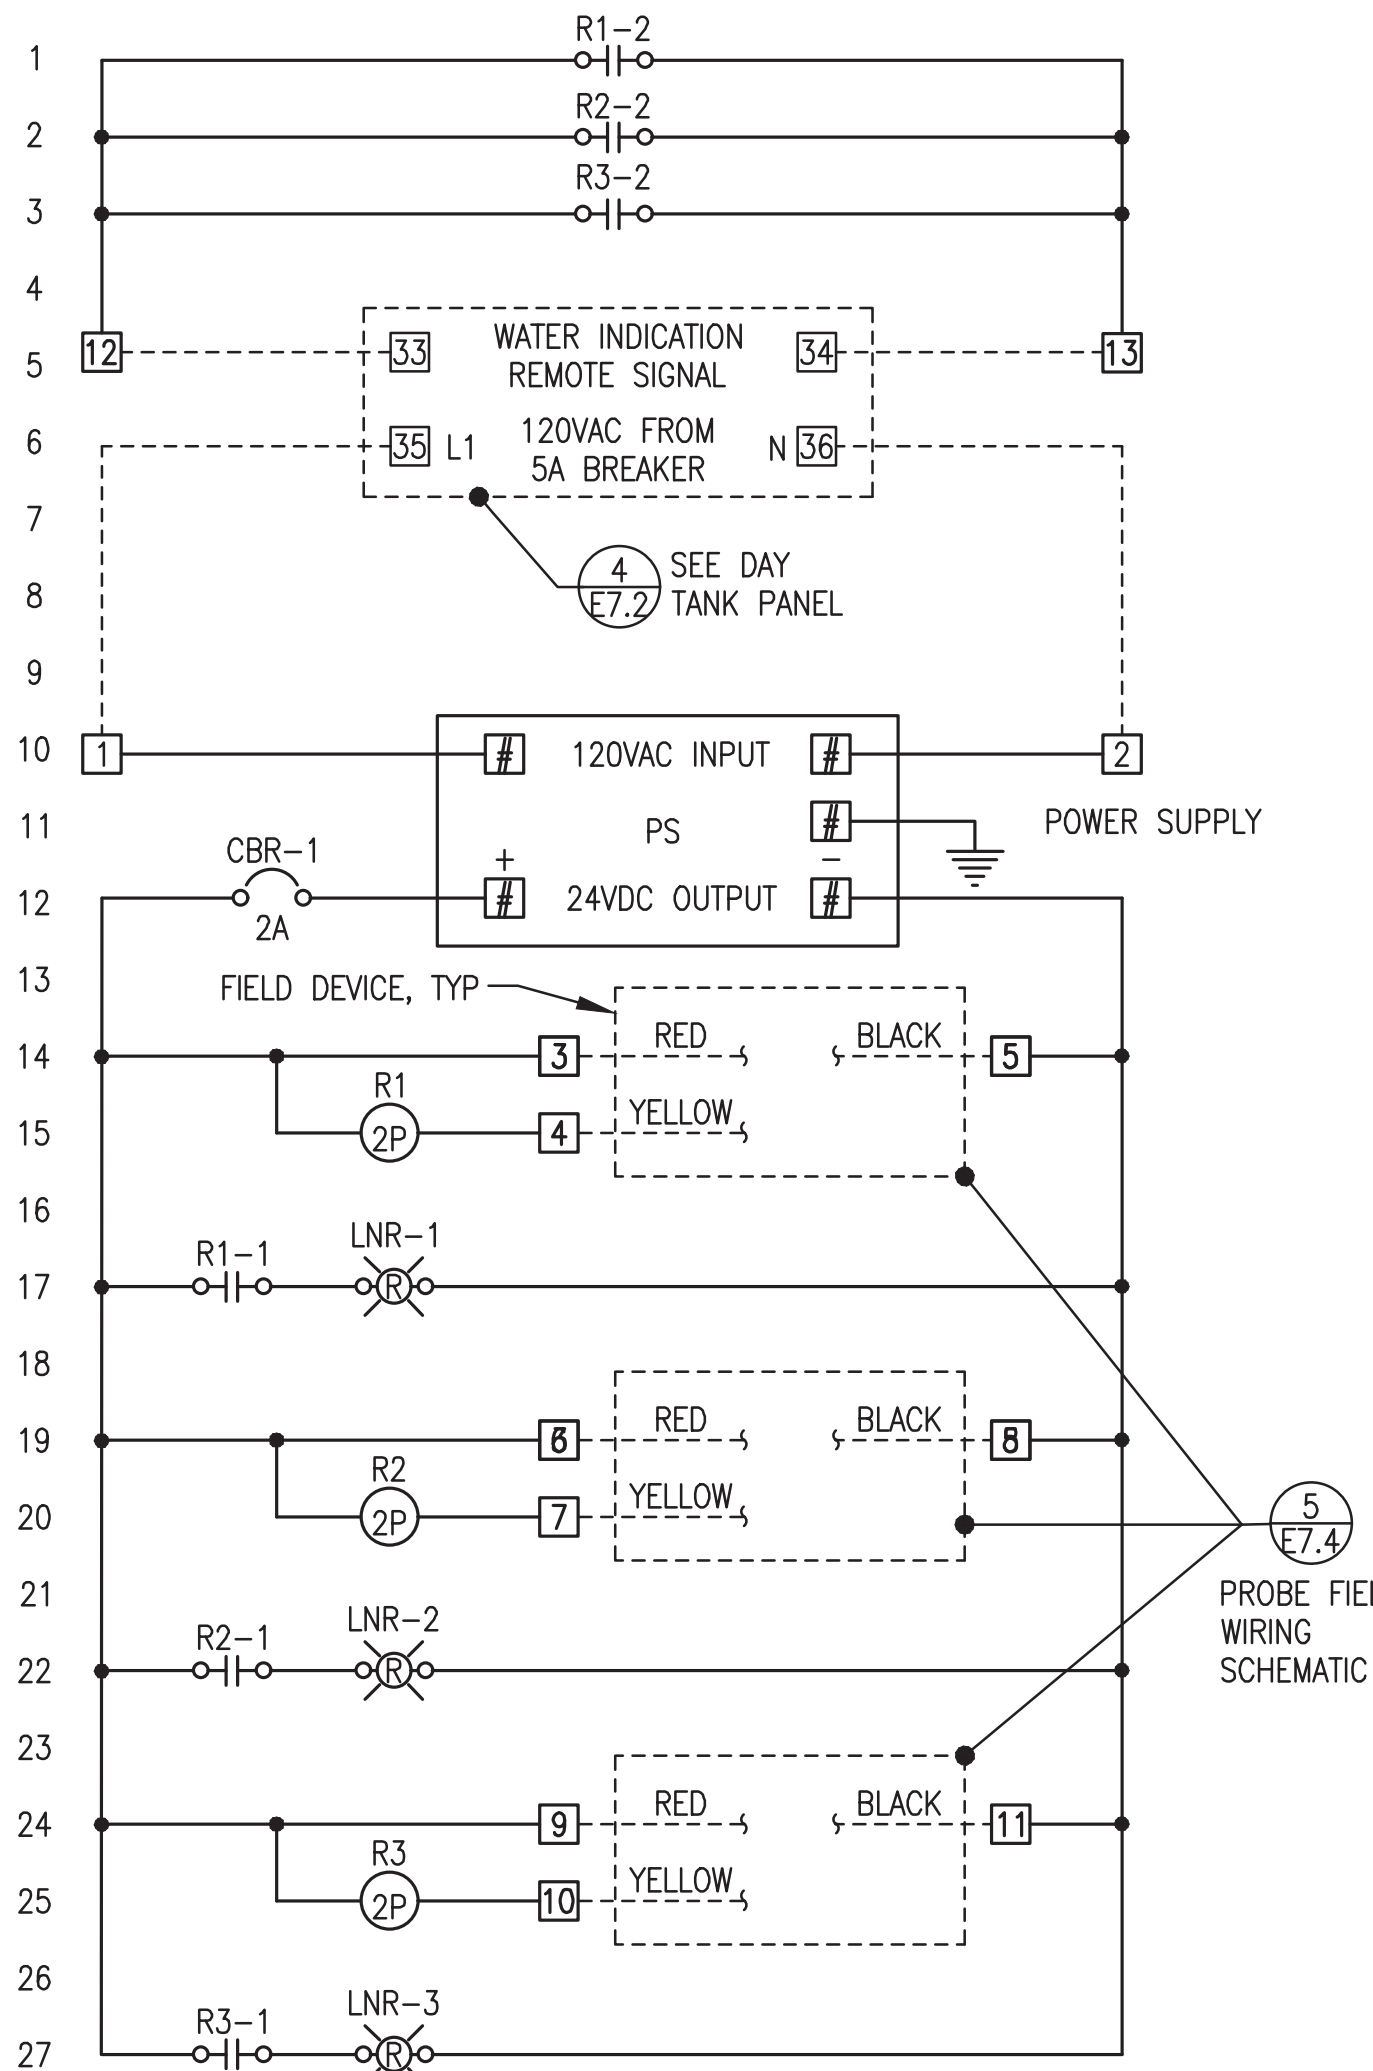 R1-2
1
R2-2
2
R3-2
3
4
12 33 WATER INDICATION 34 13
5 REMOTE SIGNAL
6 35 L1 120VAC FROM N 36
5A BREAKER
7
4 SEE DAY
8 E7.2 TANK PANEL
9
10 1 # 120VAC INPUT # 2
11 PS # POWER SUPPLY
CBR-1 + -
12 # 24VDC OUTPUT #
2A
13 FIELD DEVICE, TYP
14 3 RED BLACK 5
R1
15 2P 4 YELLOW
16
R1-1 LNR-1
17 R
18
19 RED BLACK
R2
20 2P 7 YELLOW
5
E7.4
21 PROBE FIEL
R2-1 LNR-2 WIRING
22 R SCHEMATIC
23
24 9 RED BLACK 11
R3
25 2P 10 YELLOW
26
R3-1 LNR-3
27 R